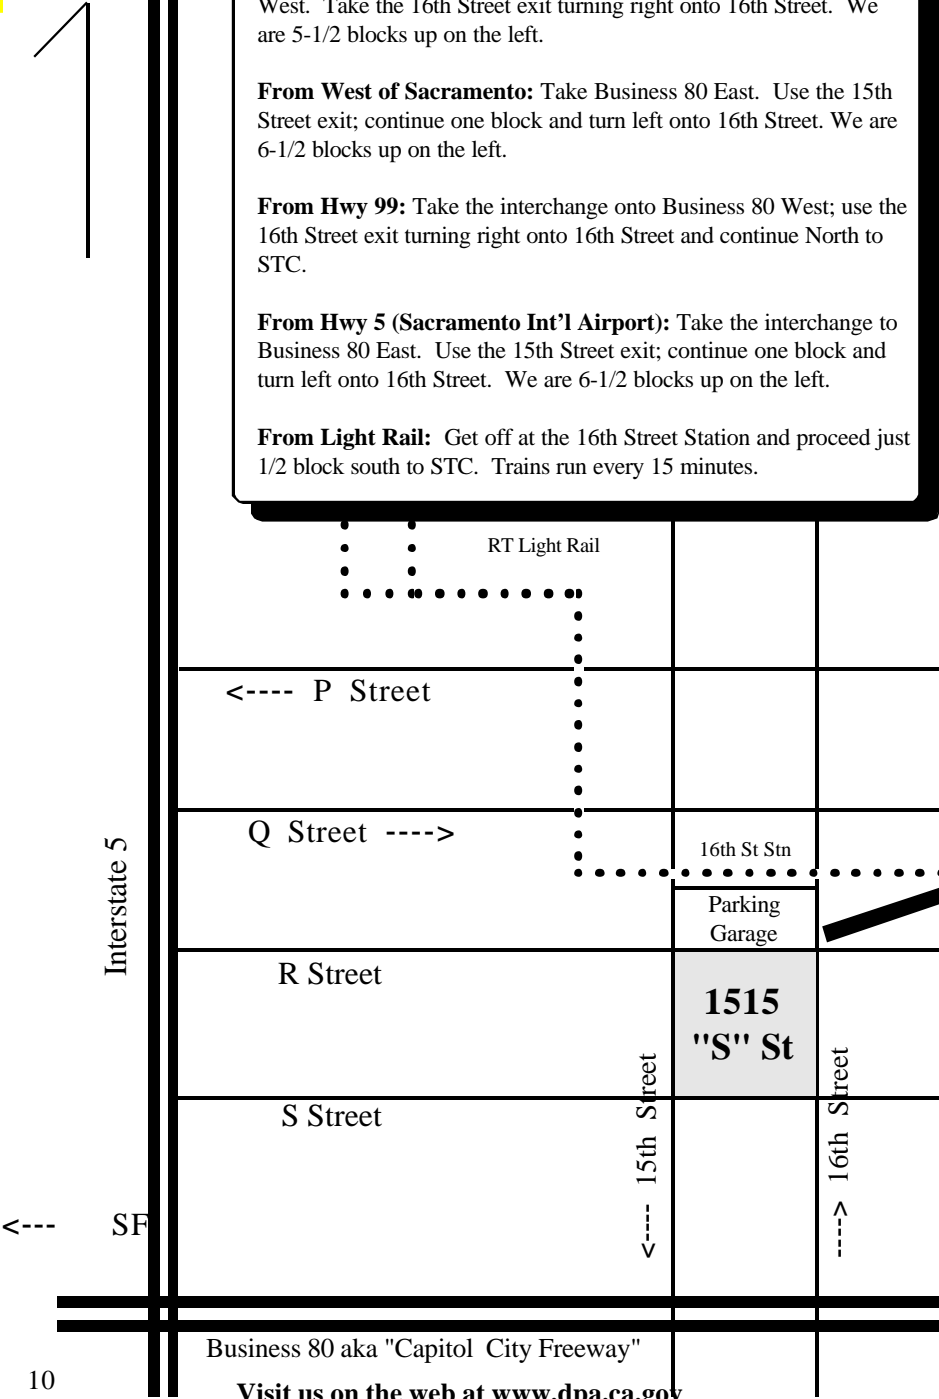 West. Take the 16th Street exit turning right onto 16th Street. We
are 5-1/2 blocks up on the left.
From West of Sacramento: Take Business 80 East. Use the 15th
Street exit; continue one block and turn left onto 16th Street. We are
6-1/2 blocks up on the left.
From Hwy 99: Take the interchange onto Business 80 West; use the
16th Street exit turning right onto 16th Street and continue North to
STC.
From Hwy 5 (Sacramento Int'l Airport): Take the interchange to
Business 80 East. Use the 15th Street exit; continue one block and
turn left onto 16th Street. We are 6-1/2 blocks up on the left.
From Light Rail: Get off at the 16th Street Station and proceed just
1/2 block south to STC. Trains run every 15 minutes.
RT Light Rail
<---- P Street
Q Street ---->
16th St Stn
Parking
Garage
Interstate 5
R Street
1515
"S" St
S Street
<---- 15th Street
----> 16th Street
<--- SF
Business 80 aka "Capitol City Freeway"
10
Visit us on the web at www.dpa.ca.gov